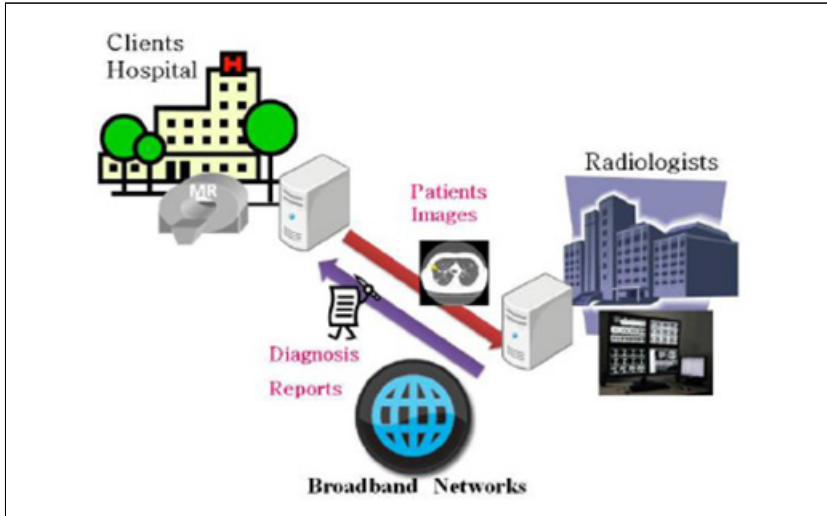 Clients
Hospital
H
MR
Patients
Images
Radiologists
Diagnosis
Reports
Broadband Networks